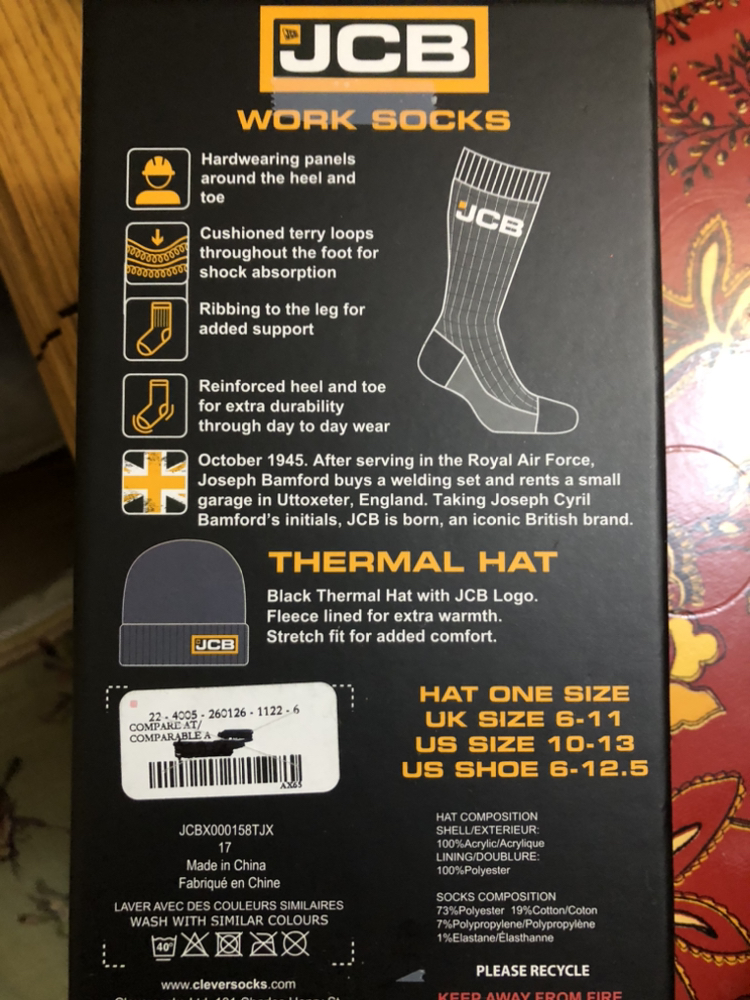 JCB
WORK SOCKS
Hardwearing panels
around the heel and
toe
Cushioned terry loops
throughout the foot for
shock absorption
Ribbing to the leg for
added support
Reinforced heel and toe
for extra durability
through day to day wear
JCB
October 1945. After serving in the Royal Air Force,
Joseph Bamford buys a welding set and rents a small
garage in Uttoxeter, England. Taking Joseph Cyril
Bamford's initials, JCB is born, an iconic British brand.
THERMAL HAT
Black Thermal Hat with JCB Logo.
Fleece lined for extra warmth.
Stretch fit for added comfort.
JCB
22 - 4005 - 260126 - 1122 - 6
COMPARE AT/
COMPARABLE A
AX65
HAT ONE SIZE
UK SIZE 6-11
US SIZE 10-13
US SHOE 6-12.5
JCBX000158TJX
17
Made in China
Fabriqué en Chine
LAVER AVEC DES COULEURS SIMILAIRES
WASH WITH SIMILAR COLOURS
40°
www.cleversocks.com
HAT COMPOSITION
SHELL/EXTERIEUR:
100%Acrylic/Acrylique
LINING/DOUBLURE:
100%Polyester
SOCKS COMPOSITION
73%Polyester 19%Cotton/Coton
7%Polypropylene/Polypropylène
1%Elastane/Élasthanne
PLEASE RECYCLE
KEEP AWAY FROM FIRE